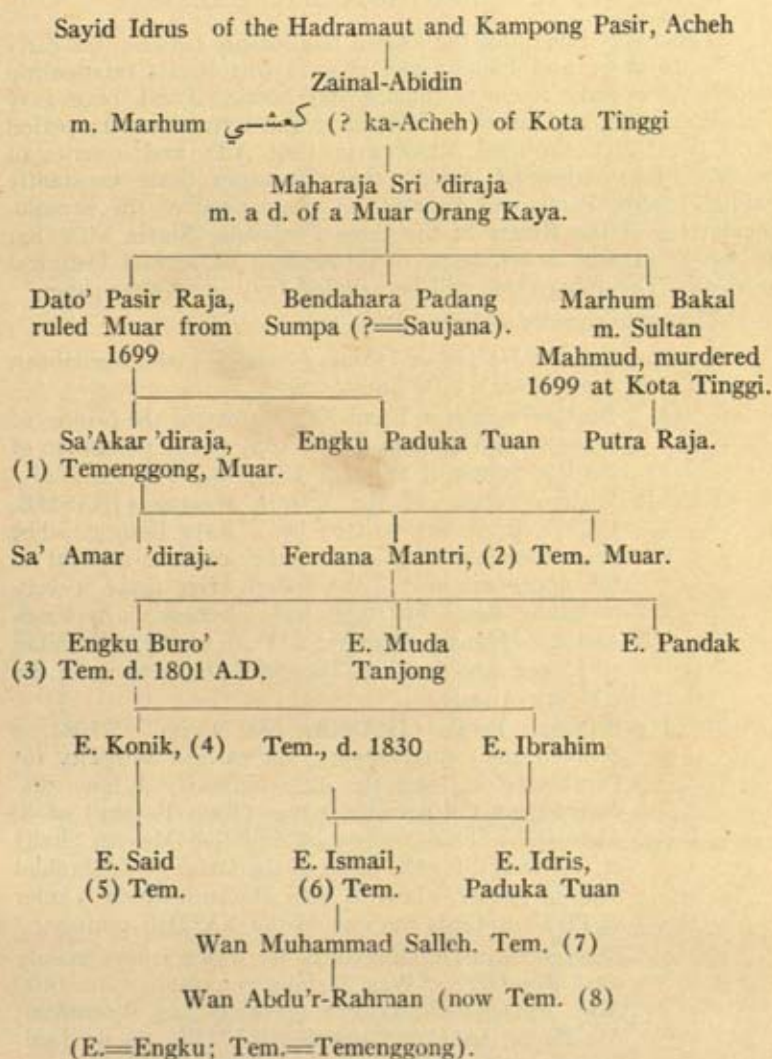 Sayid Idrus of the Hadramaut and Kampong Pasir, Acheh
Zainal-Abidin
m. Marhum كعشي (? ka-Acheh) of Kota Tinggi
Maharaja Sri 'diraja
m. a d. of a Muar Orang Kaya.
Dato' Pasir Raja, ruled Muar from 1699
Bendahara Padang Sumpa (?=Saujana).
Marhum Bakal m. Sultan Mahmud, murdered 1699 at Kota Tinggi.
Sa'Akar 'diraja, (1) Temenggong, Muar.
Engku Paduka Tuan
Putra Raja.
Sa' Amar 'diraja.
Ferdana Mantri, (2) Tem. Muar.
Engku Buro' (3) Tem. d. 1801 A.D.
E. Muda Tanjong
E. Pandak
E. Konik, (4) Tem., d. 1830
E. Ibrahim
E. Said (5) Tem.
E. Ismail, (6) Tem.
E. Idris, Paduka Tuan
Wan Muhammad Salleh. Tem. (7)
Wan Abdu'r-Rahman (now Tem. (8)
(E.=Engku; Tem.=Temenggong).